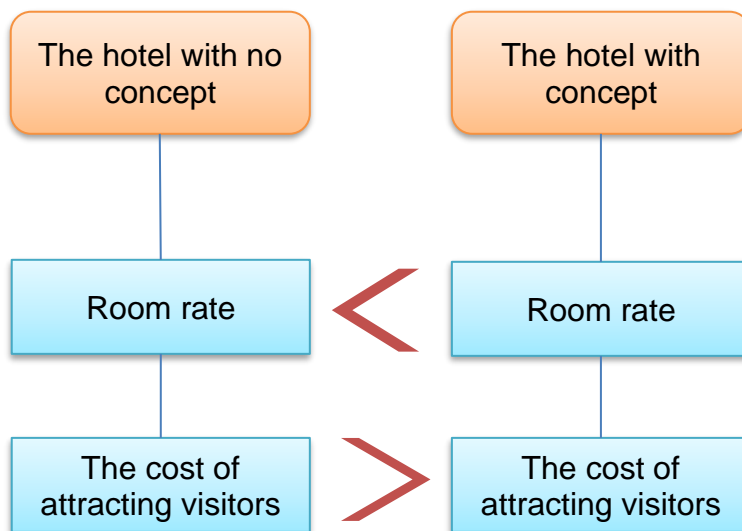 The hotel with no
concept
The hotel with
concept
Room rate
<
Room rate
The cost of
attracting visitors
>
The cost of
attracting visitors